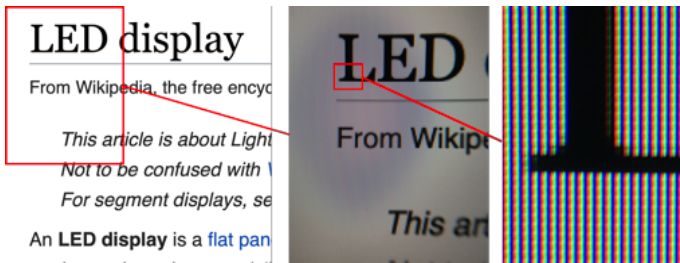 LED display
From Wikipedia, the free encyc
This article is about Light
Not to be confused with
For segment displays, se
An LED display is a flat pan
LED
From Wikipe
This art